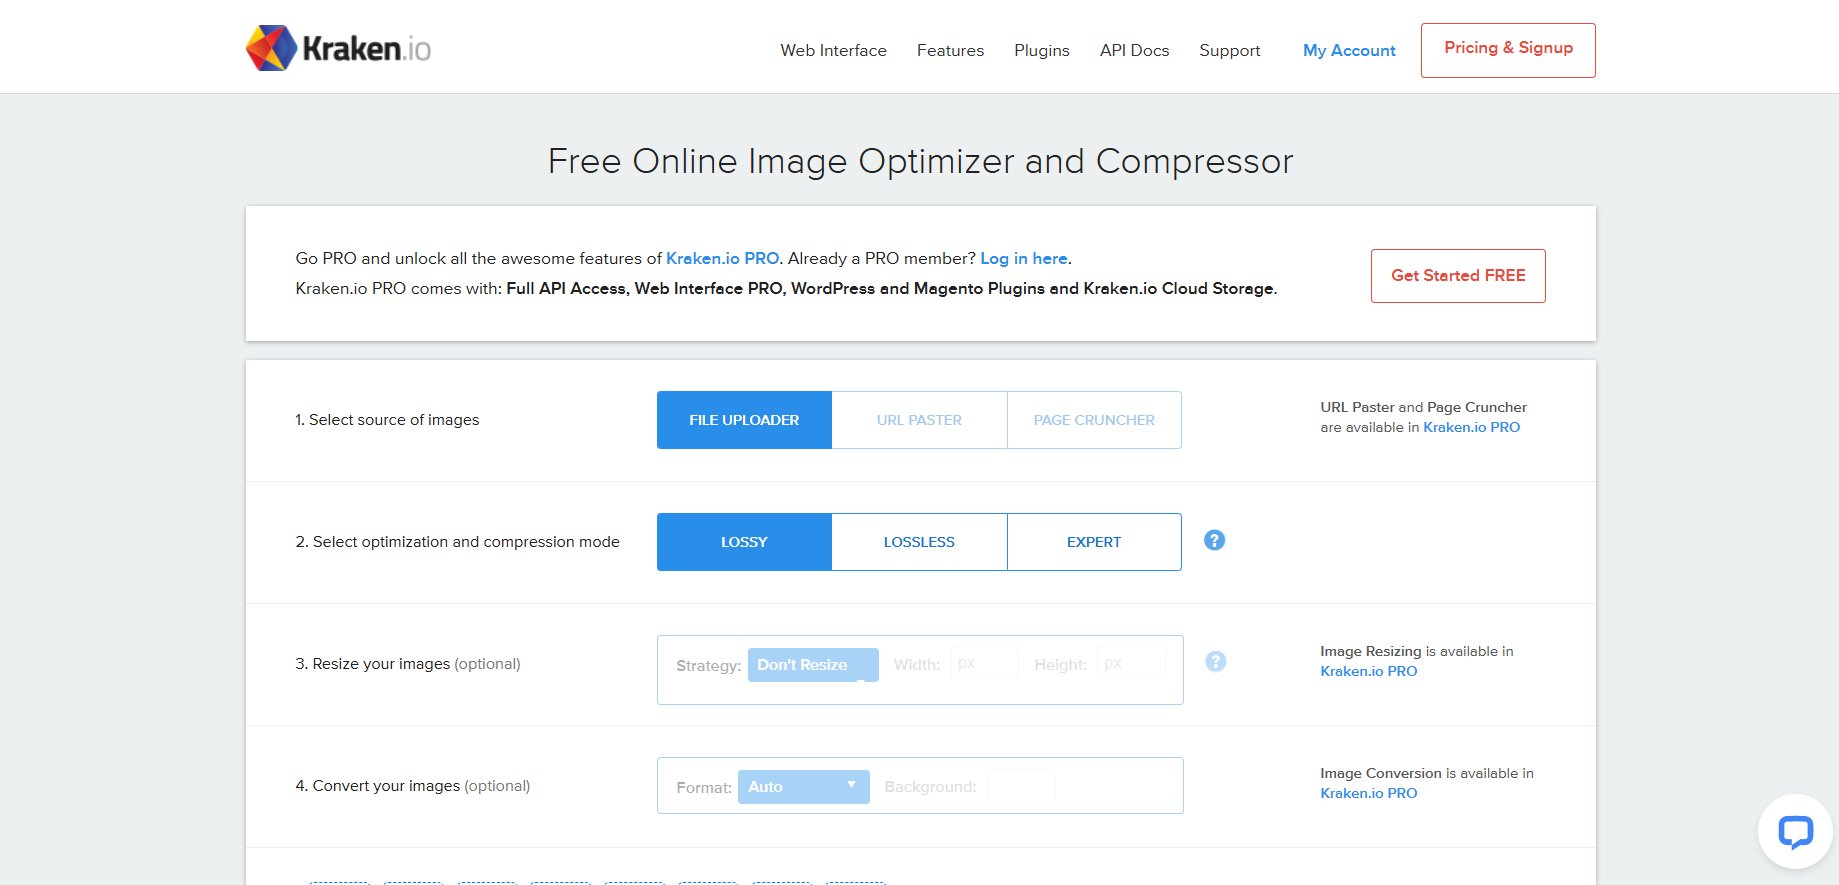 Kraken.io
Web Interface
Features
Plugins
API Docs
Support
My Account
Pricing & Signup
Free Online Image Optimizer and Compressor
Go PRO and unlock all the awesome features of Kraken.io PRO. Already a PRO member? Log in here.
Kraken.io PRO comes with: Full API Access, Web Interface PRO, WordPress and Magento Plugins and Kraken.io Cloud Storage.
Get Started FREE
1. Select source of images
FILE UPLOADER
URL PASTER
PAGE CRUNCHER
URL Paster and Page Cruncher
are available in Kraken.io PRO
2. Select optimization and compression mode
LOSSY
LOSSLESS
EXPERT
?
3. Resize your images (optional)
Strategy:
Don't Resize
Width:
px
Height:
px
?
Image Resizing is available in
Kraken.io PRO
4. Convert your images (optional)
Format:
Auto
Background:
Image Conversion is available in
Kraken.io PRO